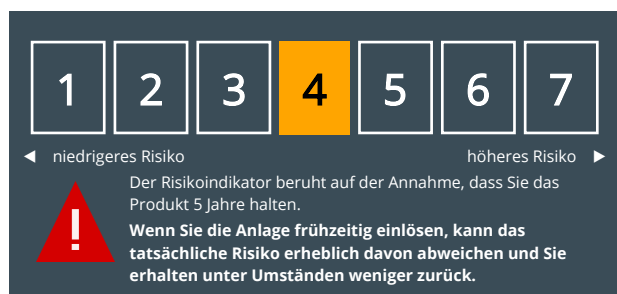 1 2 3 4 5 6 7
niedrigeres Risiko höheres Risiko
Der Risikoindikator beruht auf der Annahme, dass Sie das
Produkt 5 Jahre halten.
Wenn Sie die Anlage frühzeitig einlösen, kann das
tatsächliche Risiko erheblich davon abweichen und Sie
erhalten unter Umständen weniger zurück.